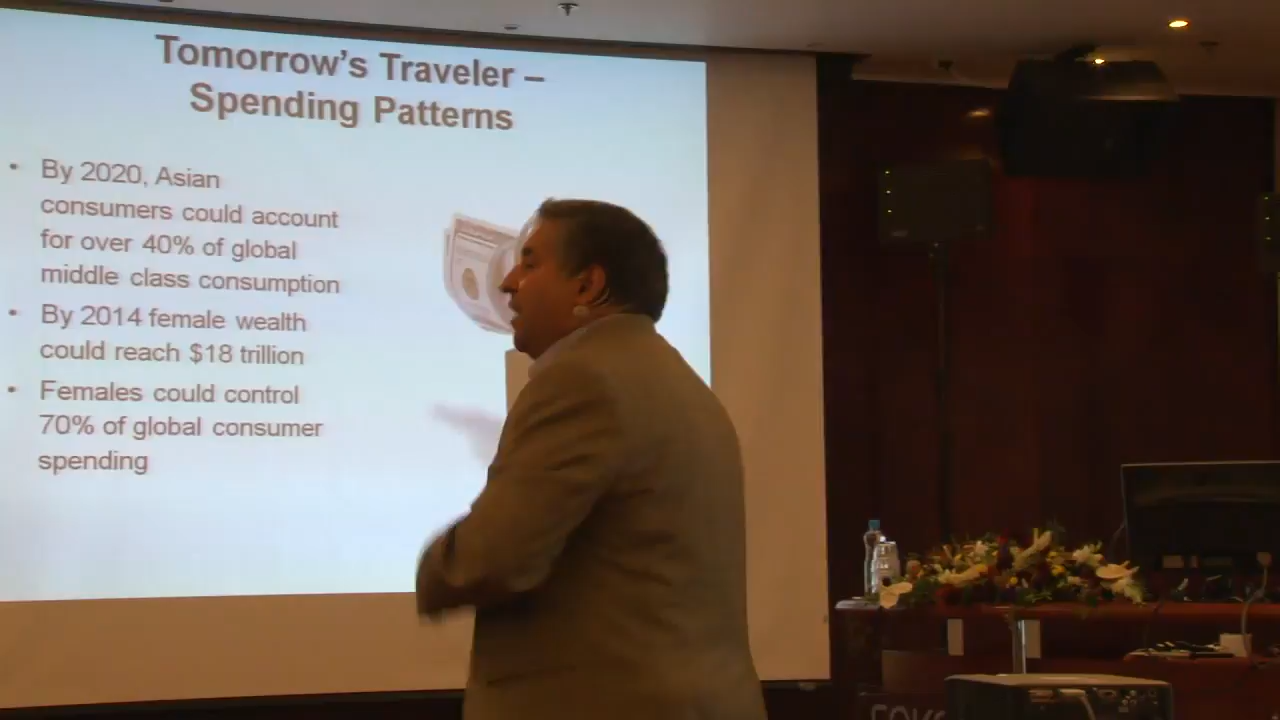 Tomorrow's Traveler –
Spending Patterns
• By 2020, Asian
consumers could account
for over 40% of global
middle class consumption
• By 2014 female wealth
could reach $18 trillion
• Females could control
70% of global consumer
spending